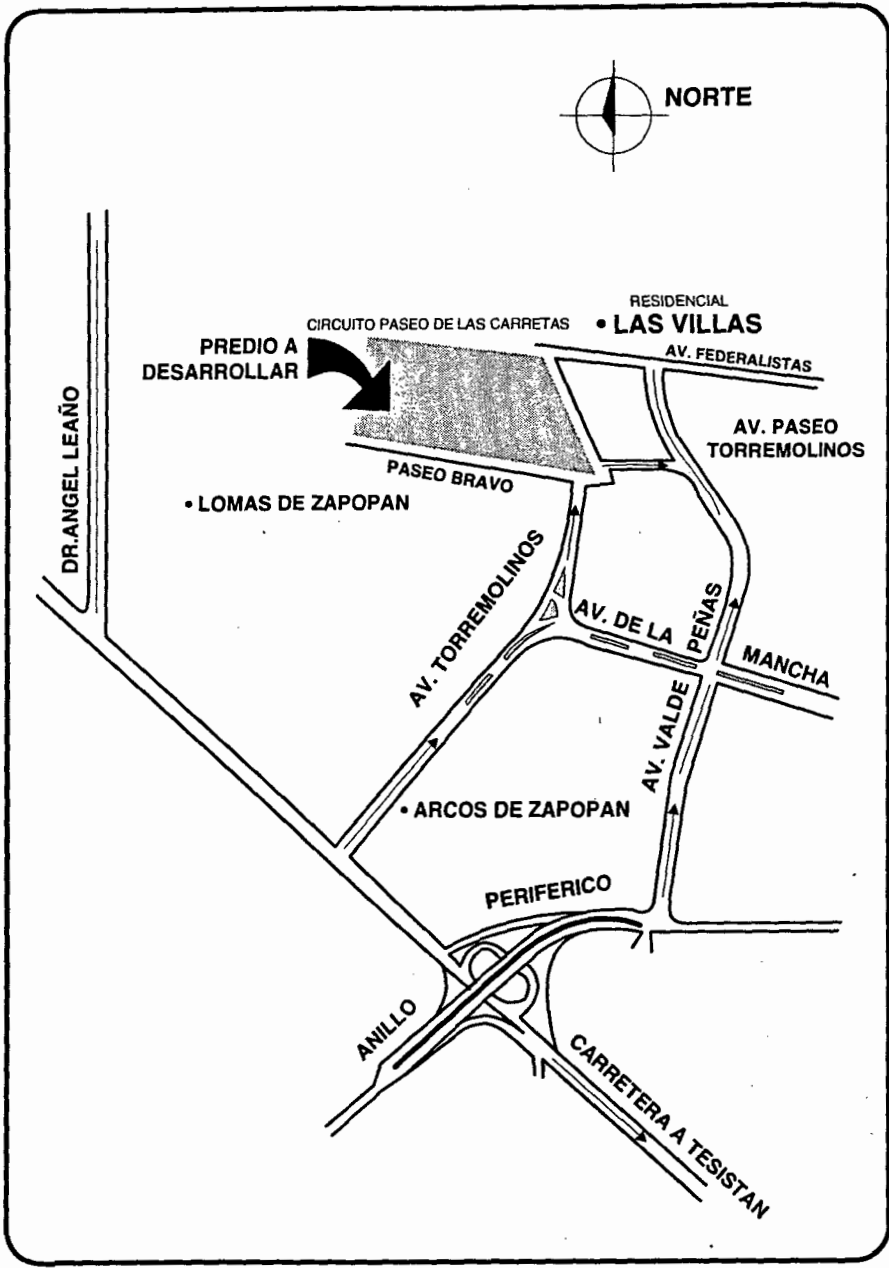 NORTE
RESIDENCIAL
• LAS VILLAS
CIRCUITO PASEO DE LAS CARRETAS
PREDIO A
DESARROLLAR
AV. FEDERALISTAS
AV. PASEO
TORREMOLINOS
DR.ANGEL LEAÑO
PASEO BRAVO
• LOMAS DE ZAPOPAN
AV. TORREMOLINOS
AV. DE LA MANCHA
AV. VALDE PEÑAS
• ARCOS DE ZAPOPAN
ANILLO PERIFERICO
CARRETERA A TESISTAN